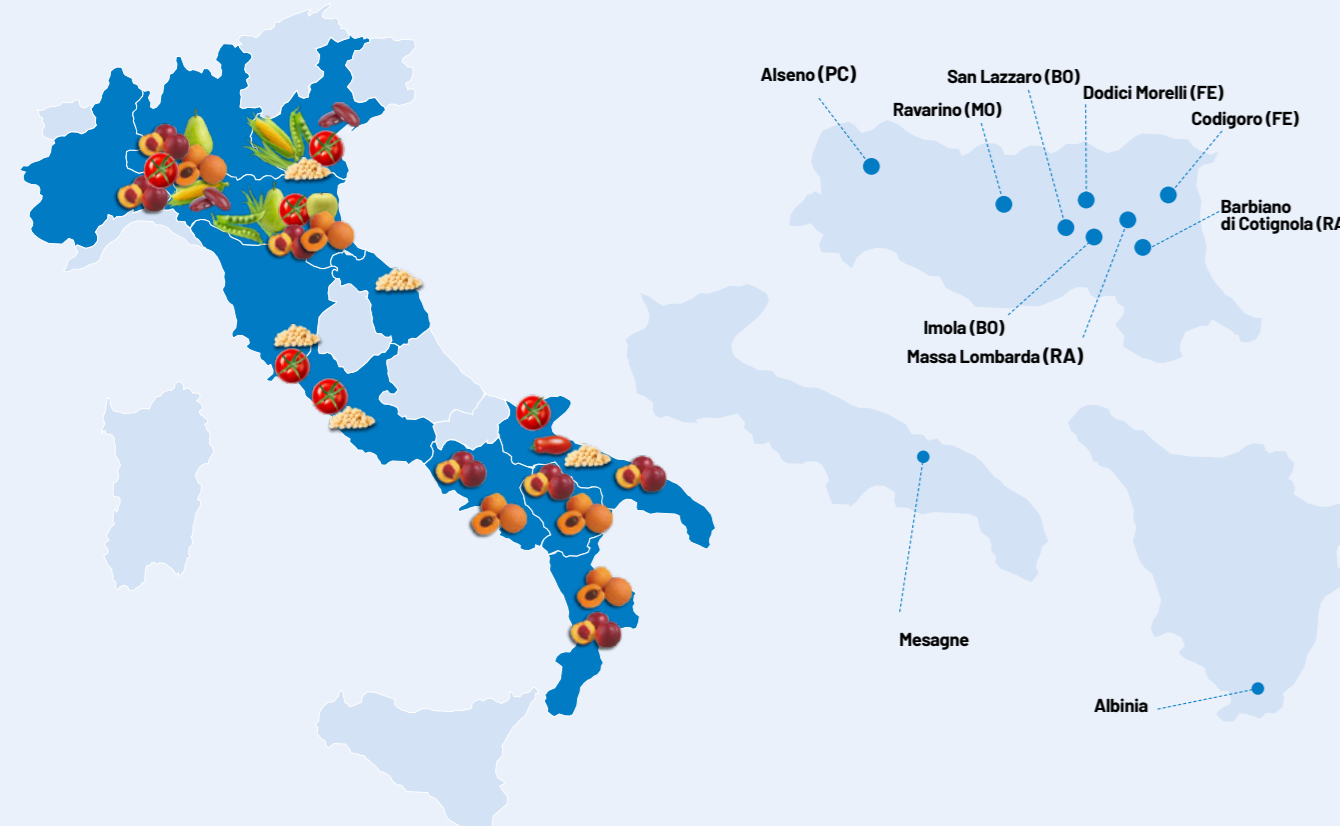 Alseno (PC)
San Lazzaro (BO)
Dodici Morelli (FE)
Ravarino (MO)
Codigoro (FE)
Barbiano
di Cotignola (RA
Imola (BO)
Massa Lombarda (RA)
Mesagne
Albinia